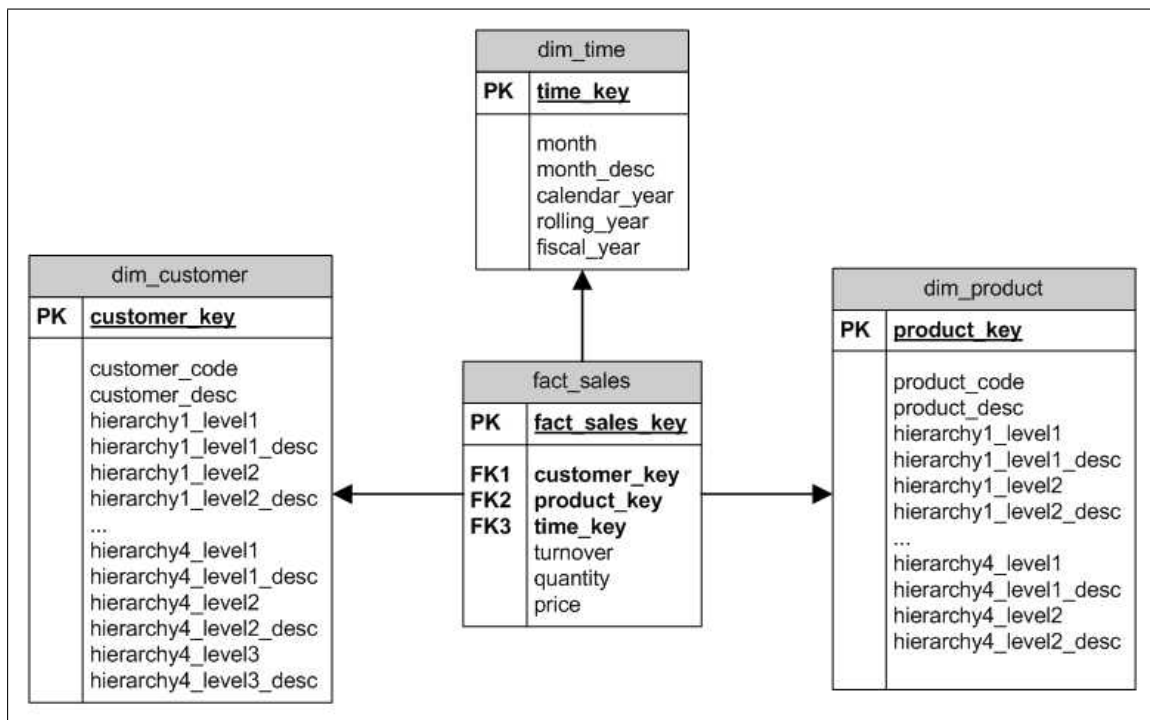 dim_time
PK time_key
month
month_desc
calendar_year
rolling_year
fiscal_year
dim_customer
PK customer_key
customer_code
customer_desc
hierarchy1_level1
hierarchy1_level1_desc
hierarchy1_level2
hierarchy1_level2_desc
...
hierarchy4_level1
hierarchy4_level1_desc
hierarchy4_level2
hierarchy4_level2_desc
hierarchy4_level3
hierarchy4_level3_desc
fact_sales
PK fact_sales_key
FK1 customer_key
FK2 product_key
FK3 time_key
turnover
quantity
price
dim_product
PK product_key
product_code
product_desc
hierarchy1_level1
hierarchy1_level1_desc
hierarchy1_level2
hierarchy1_level2_desc
...
hierarchy4_level1
hierarchy4_level1_desc
hierarchy4_level2
hierarchy4_level2_desc